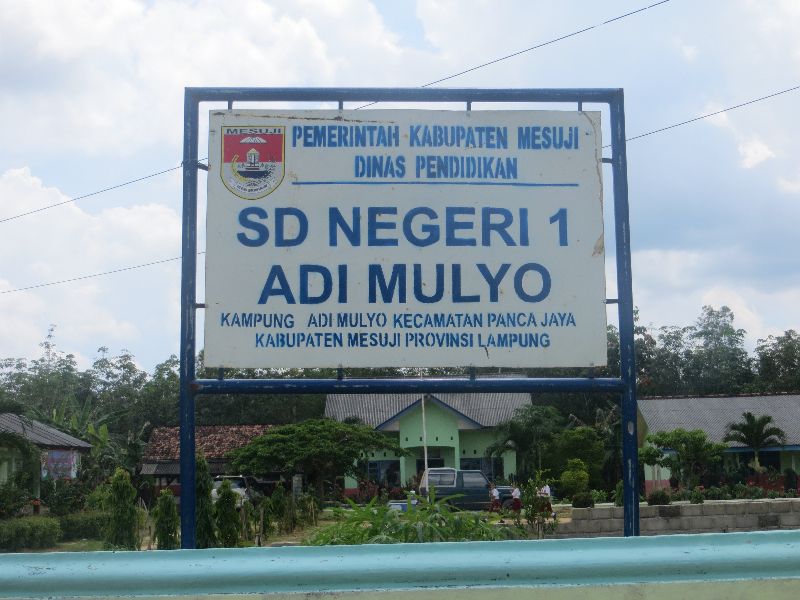 MESUJI
PEMERINTAH KABUPATEN MESUJI
DINAS PENDIDIKAN
SD NEGERI 1
ADI MULYO
KAMPUNG ADI MULYO KECAMATAN PANCA JAYA
KABUPATEN MESUJI PROVINSI LAMPUNG